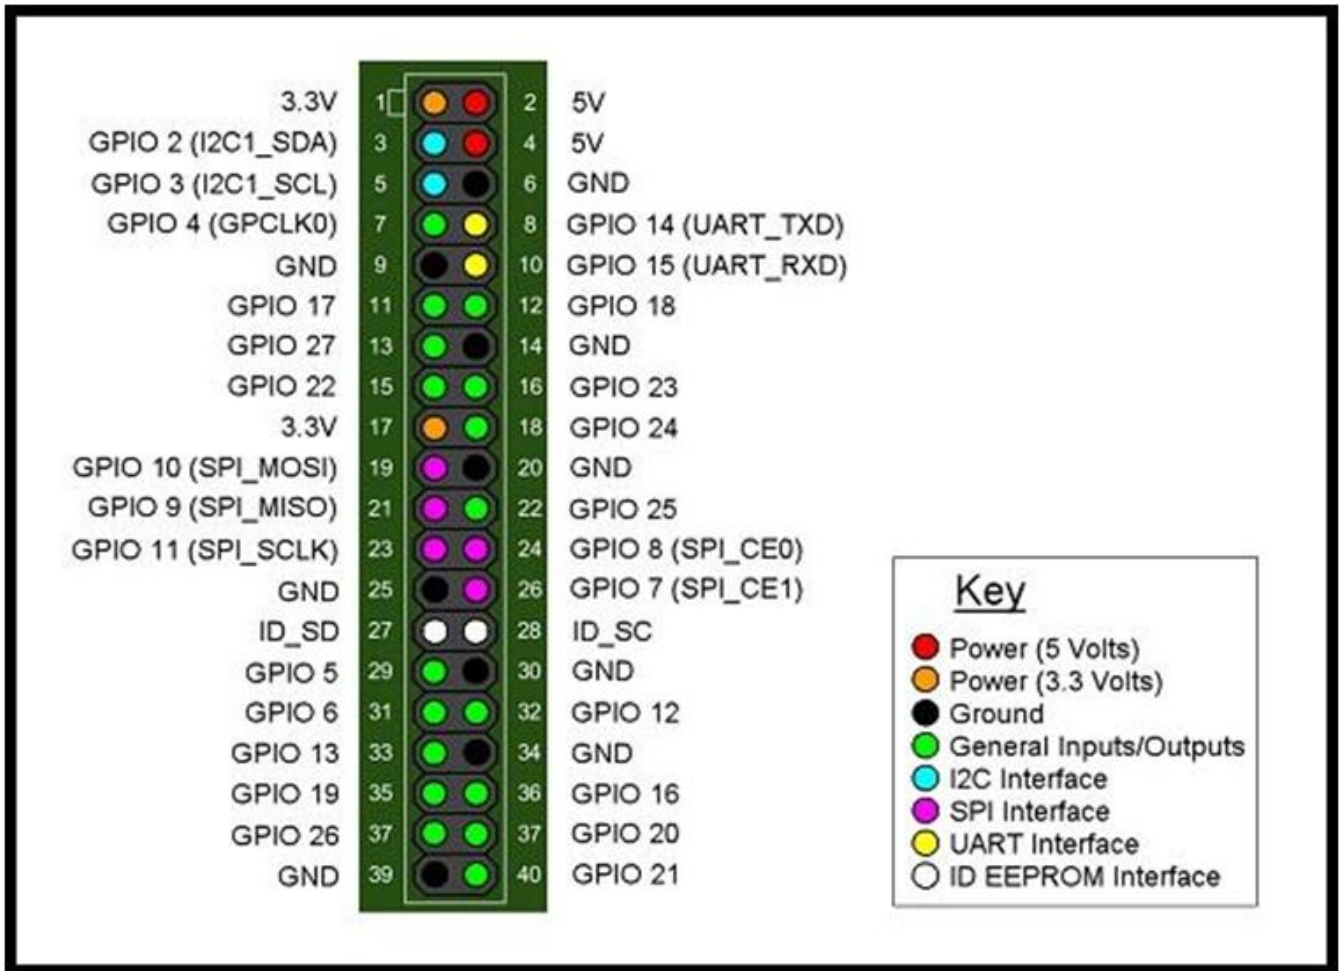 3.3V 1 2 5V
GPIO 2 (I2C1_SDA) 3 4 5V
GPIO 3 (I2C1_SCL) 5 6 GND
GPIO 4 (GPCLK0) 7 8 GPIO 14 (UART_TXD)
GND 9 10 GPIO 15 (UART_RXD)
GPIO 17 11 12 GPIO 18
GPIO 27 13 14 GND
GPIO 22 15 16 GPIO 23
3.3V 17 18 GPIO 24
GPIO 10 (SPI_MOSI) 19 20 GND
GPIO 9 (SPI_MISO) 21 22 GPIO 25
GPIO 11 (SPI_SCLK) 23 24 GPIO 8 (SPI_CE0)
GND 25 26 GPIO 7 (SPI_CE1)
ID_SD 27 28 ID_SC
GPIO 5 29 30 GND
GPIO 6 31 32 GPIO 12
GPIO 13 33 34 GND
GPIO 19 35 36 GPIO 16
GPIO 26 37 37 GPIO 20
GND 39 40 GPIO 21
Key
Power (5 Volts)
Power (3.3 Volts)
Ground
General Inputs/Outputs
I2C Interface
SPI Interface
UART Interface
ID EEPROM Interface